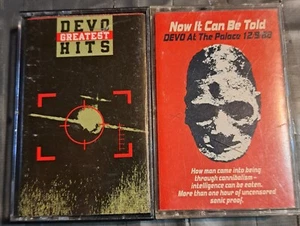 DEVO
GREATEST
HITS
Now It Can Be Told
DEVO At The Palace 12/9/88
How man came into being
through cannibalism—
intelligence can be eaten.
More than one hour of uncensored
sonic proof.